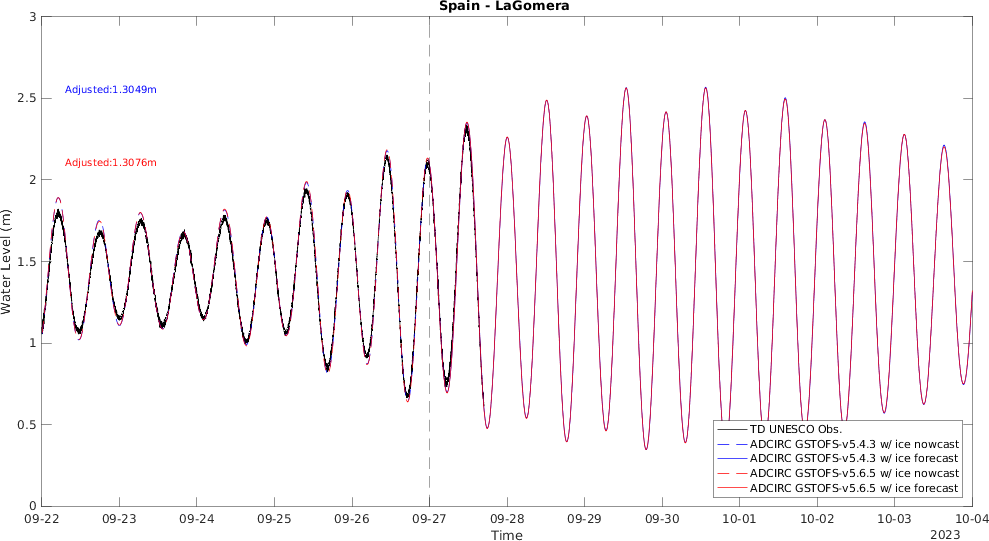 Spain - LaGomera
3
2.5
2
1.5
1
0.5
0
Water Level (m)
Adjusted:1.3049m
Adjusted:1.3076m
TD UNESCO Obs.
ADCIRC GSTOFS-v5.4.3 w/ ice nowcast
ADCIRC GSTOFS-v5.4.3 w/ ice forecast
ADCIRC GSTOFS-v5.6.5 w/ ice nowcast
ADCIRC GSTOFS-v5.6.5 w/ ice forecast
09-22 09-23 09-24 09-25 09-26 09-27 09-28 09-29 09-30 10-01 10-02 10-03 10-04
Time
2023